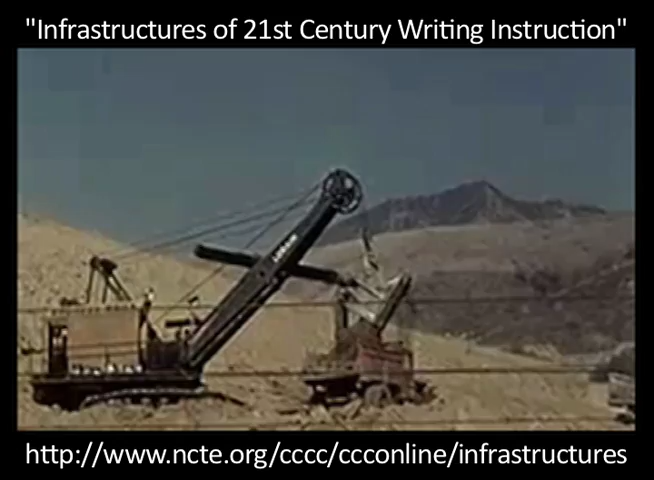 "Infrastructures of 21st Century Writing Instruction"
http://www.ncte.org/cccc/ccconline/infrastructures